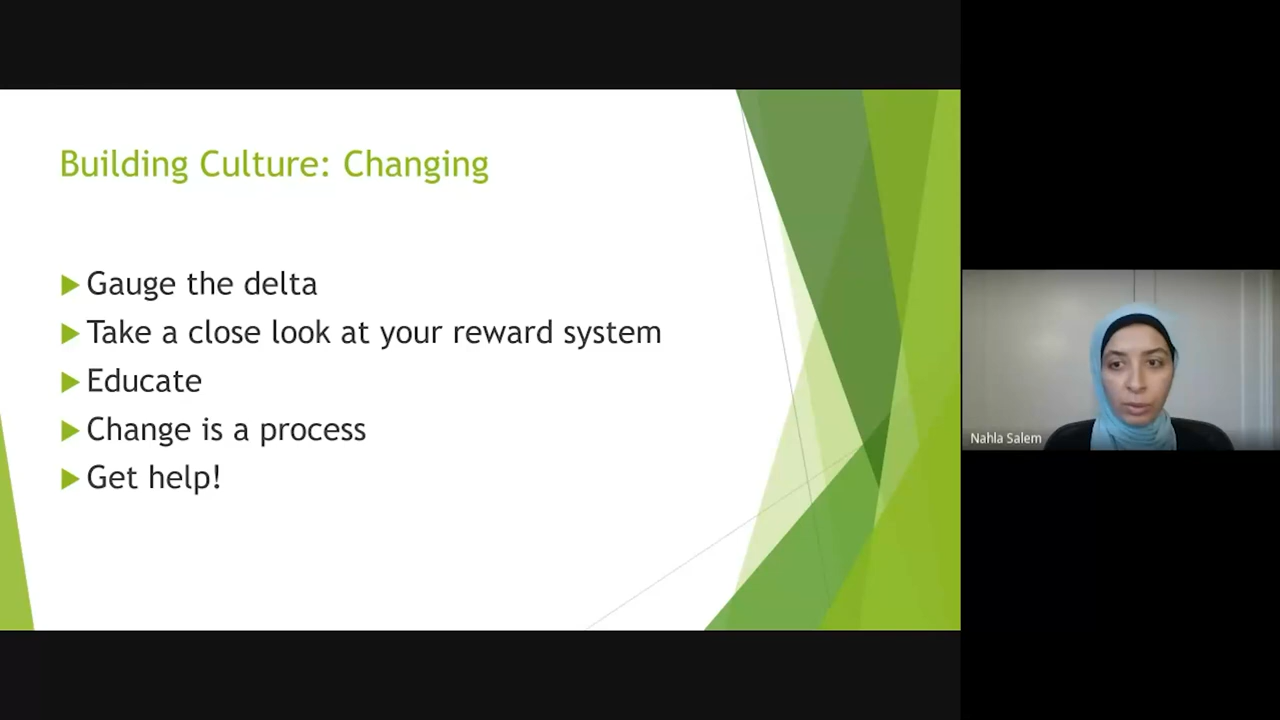 Building Culture: Changing
Gauge the delta
Take a close look at your reward system
Educate
Change is a process
Get help!
Nahla Salem